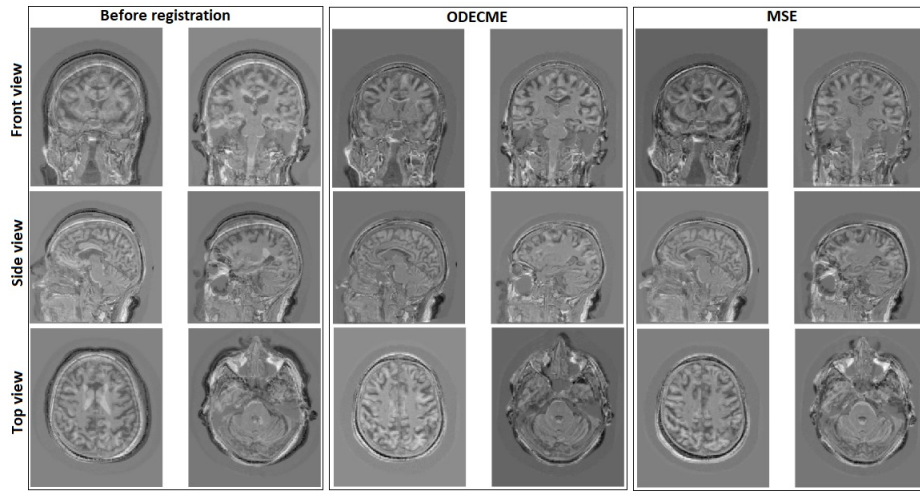 Before registration
ODECME
MSE
Front view
Side view
Top view